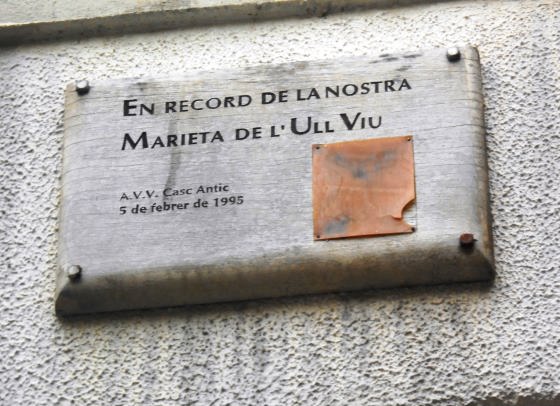 EN RECORD DE LA NOSTRA
MARIETA DE L'ULL VIU
A.V.V. Casc Antic
5 de febrer de 1995